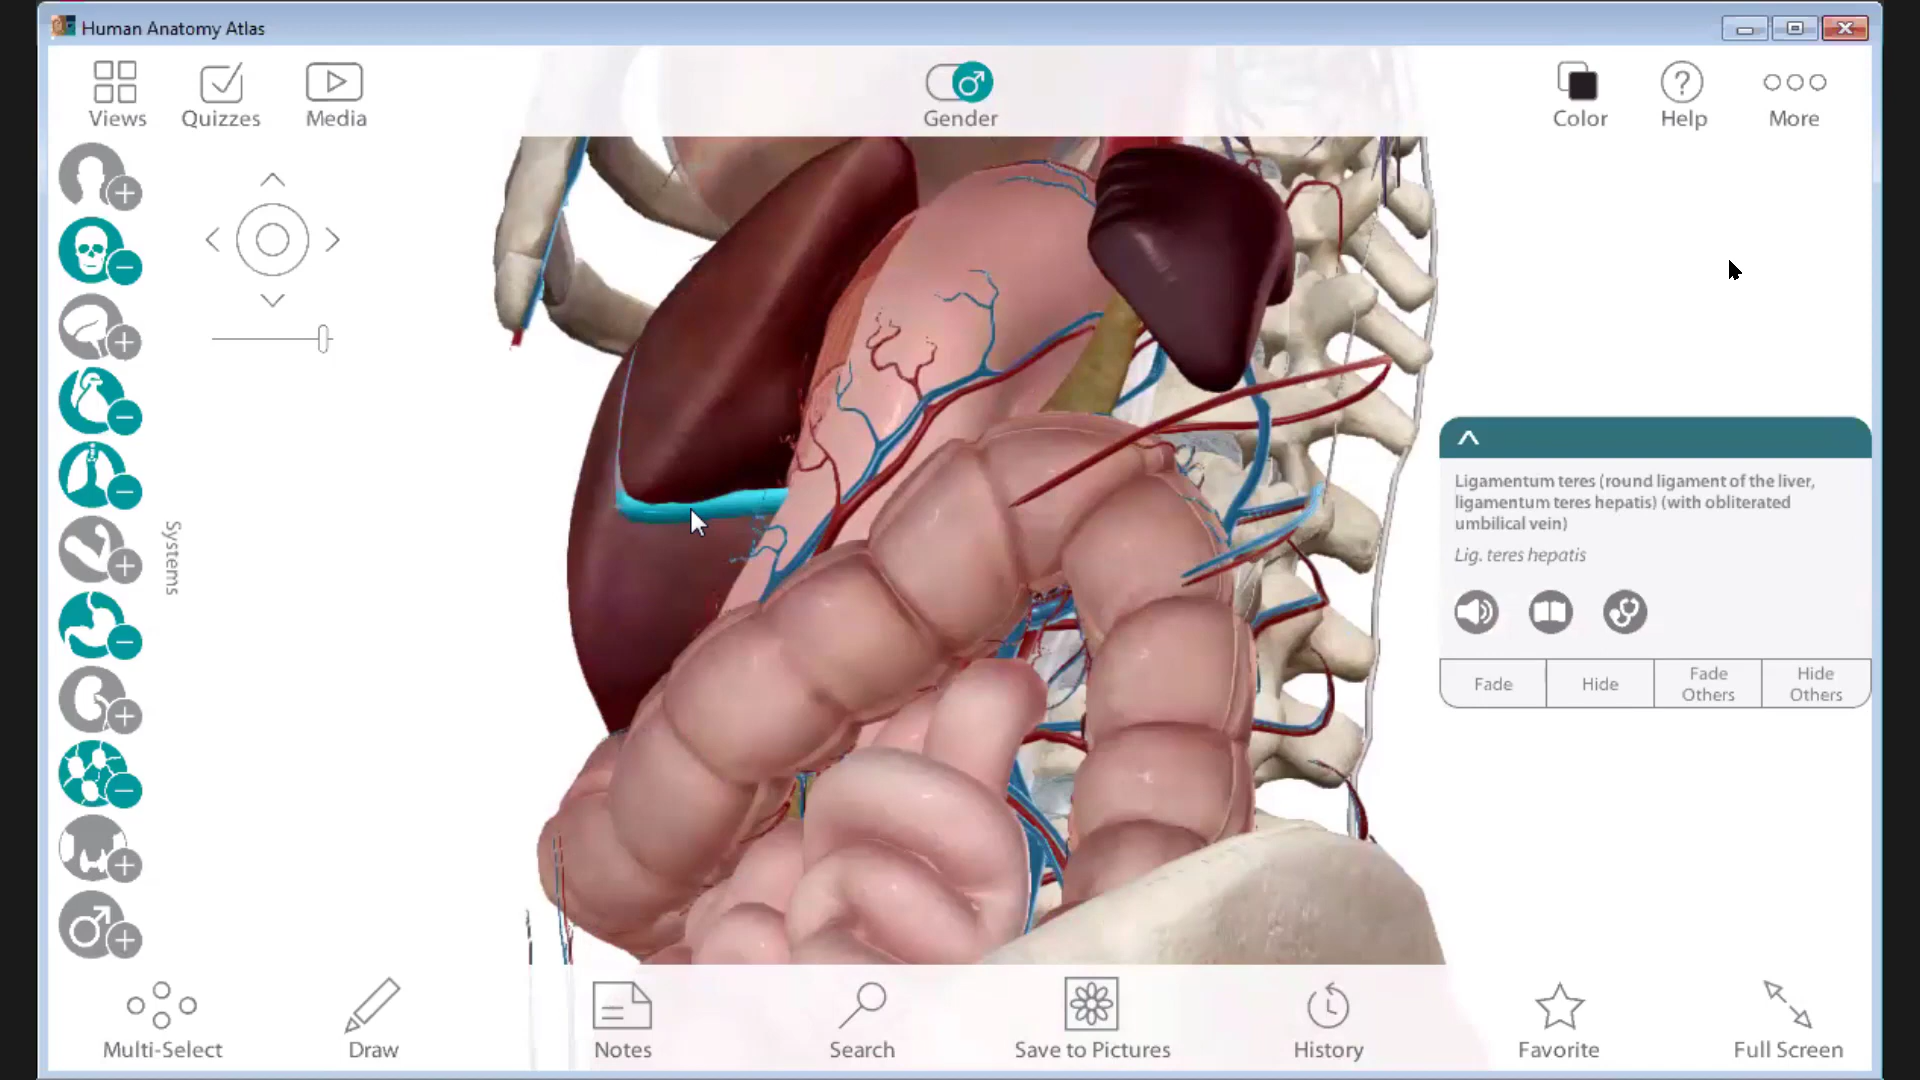 Human Anatomy Atlas
Views
Quizzes
Media
Gender
Color
Help
More
Systems
Ligamentum teres (round ligament of the liver,
ligamentum teres hepatis) (with obliterated
umbilical vein)
Lig. teres hepatis
Fade
Hide
Fade
Others
Hide
Others
Multi-Select
Draw
Notes
Search
Save to Pictures
History
Favorite
Full Screen